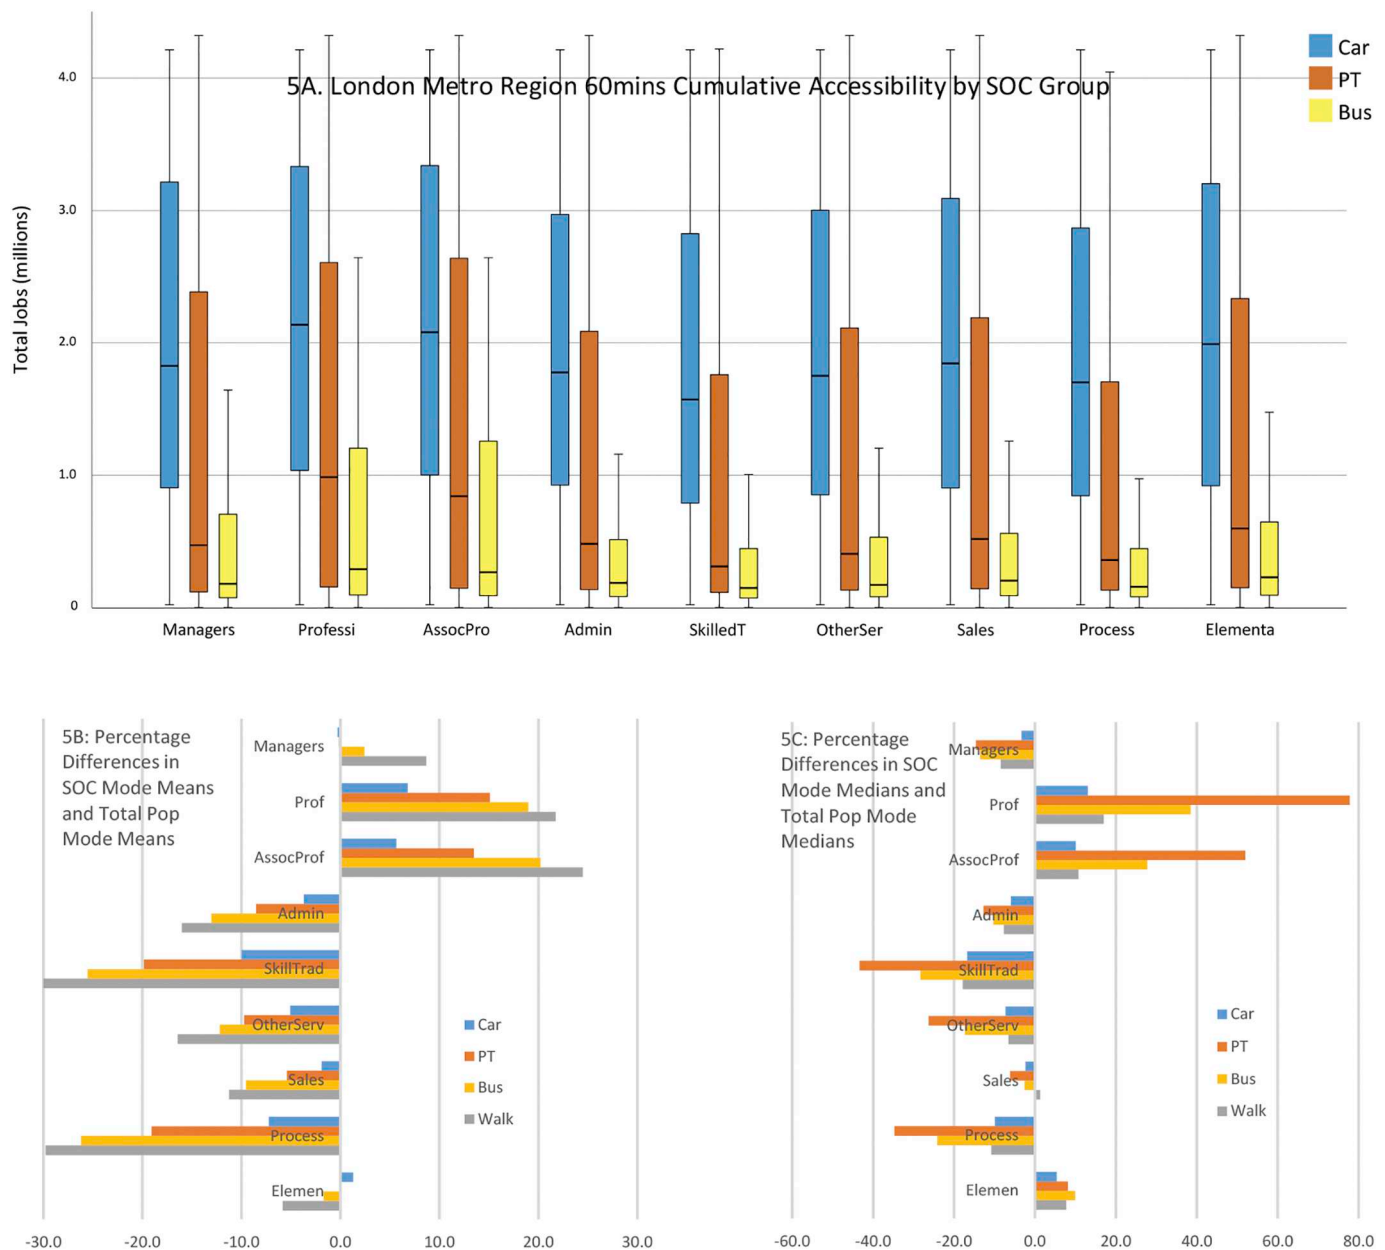 5A. London Metro Region 60mins Cumulative Accessibility by SOC Group
Car
PT
Bus
Total Jobs (millions)
4.0
3.0
2.0
1.0
0
Managers Professi AssocPro Admin SkilledT OtherSer Sales Process Elementa
5B: Percentage
Differences in
SOC Mode Means
and Total Pop
Mode Means
Managers
Prof
AssocProf
Admin
SkillTrad
OtherServ
Sales
Process
Elemen
Car
PT
Bus
Walk
-30.0 -20.0 -10.0 0.0 10.0 20.0 30.0
5C: Percentage
Differences in SOC
Mode Medians and
Total Pop Mode
Medians
Managers
Prof
AssocProf
Admin
SkillTrad
OtherServ
Sales
Process
Elemen
Car
PT
Bus
Walk
-60.0 -40.0 -20.0 0.0 20.0 40.0 60.0 80.0